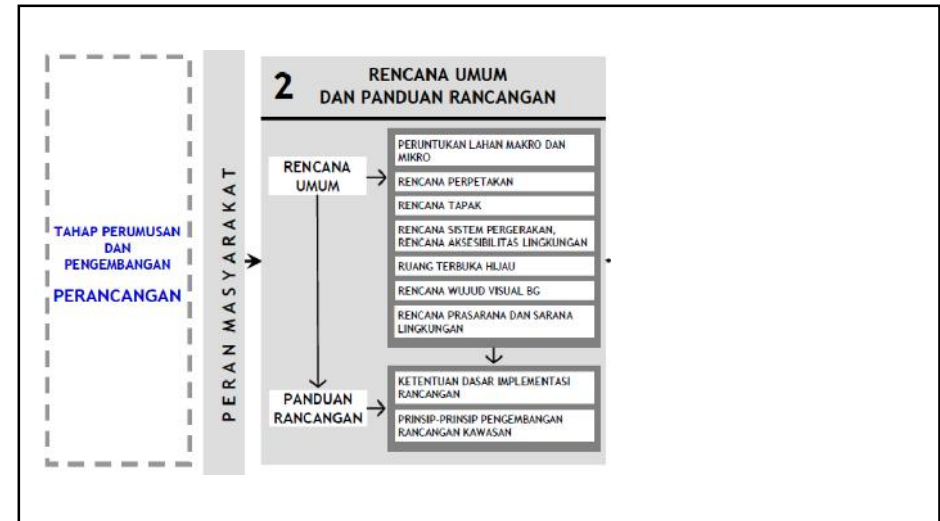 TAHAP PERUMUSAN
DAN
PENGEMBANGAN
PERANCANGAN
PERAN MASYARAKAT
2
RENCANA UMUM
DAN PANDUAN RANCANGAN
RENCANA
UMUM
PERUNTUKAN LAHAN MAKRO DAN
MIKRO
RENCANA PERPETAKAN
RENCANA TAPAK
RENCANA SISTEM PERGERAKAN,
RENCANA AKSESIBILITAS LINGKUNGAN
RUANG TERBUKA HIJAU
RENCANA WUJUD VISUAL BG
RENCANA PRASARANA DAN SARANA
LINGKUNGAN
PANDUAN
RANCANGAN
KETENTUAN DASAR IMPLEMENTASI
RANCANGAN
PRINSIP-PRINSIP PENGEMBANGAN
RANCANGAN KAWASAN